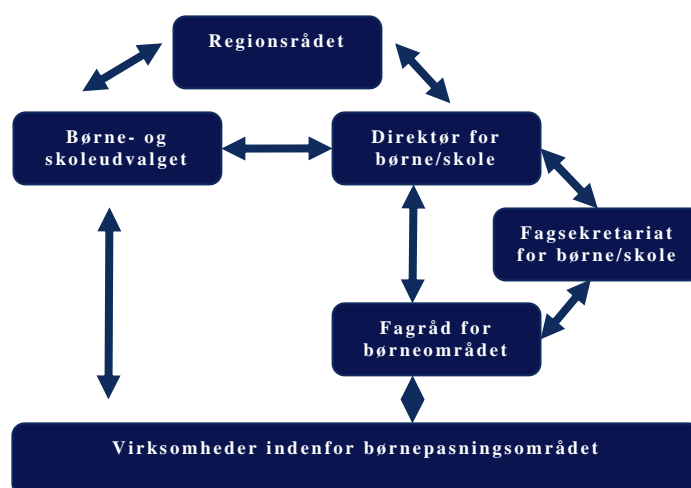 Regionsrådet
Børne- og
skoleudvalget
Direktør for
børne/skole
Fagsekretariat
for børne/skole
Fagråd for
børneområdet
Virksomheder indenfor børnepasningsområdet